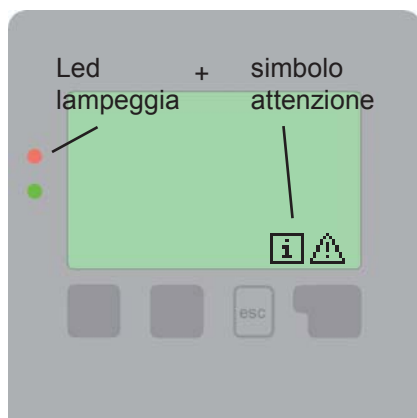 Led + simbolo
lampeggia attenzione
i
esc